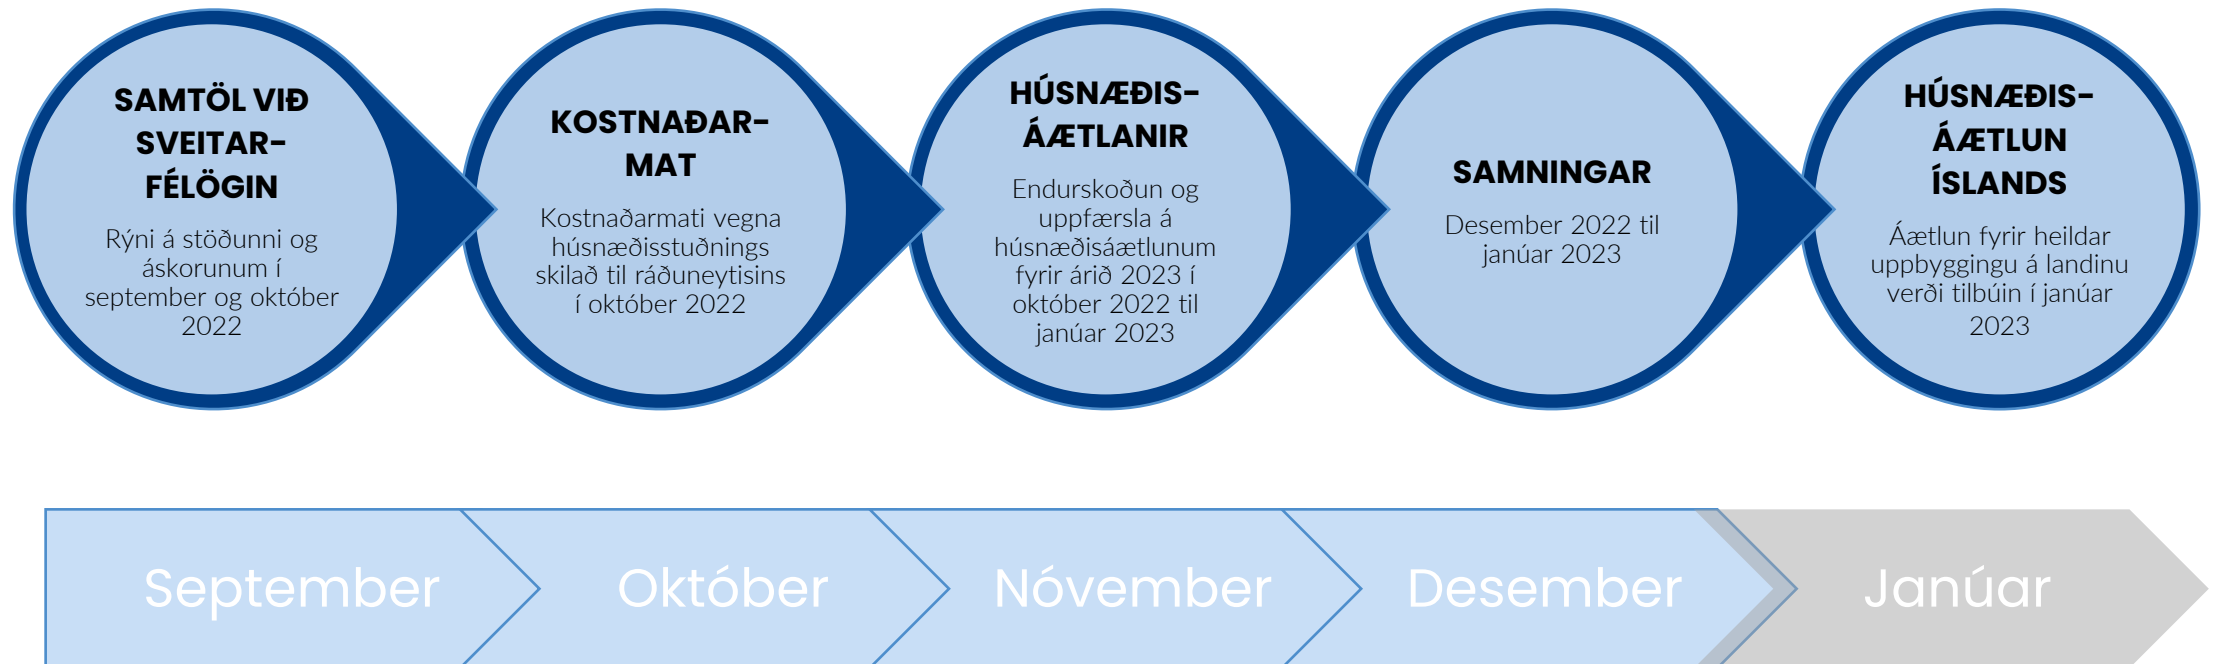 SAMTÖL VIÐ
SVEITAR-
FÉLÖGIN
Rýni á stöðunni og
áskorunum í
september og október
2022
KOSTNAÐAR-
MAT
Kostnaðarmati vegna
húsnæðisstuðnings
skilað til ráðuneytisins
í október 2022
HÚSNÆÐIS-
ÁÆTLANIR
Endurskoðun og
uppfærsla á
húsnæðisáætlunum
fyrir árið 2023 í
október 2022 til
janúar 2023
SAMNINGAR
Desember 2022 til
janúar 2023
HÚSNÆÐIS-
ÁÆTLUN
ÍSLANDS
Áætlun fyrir heildar
uppbyggingu á landinu
verði tilbúin í janúar
2023
September
Október
Nóvember
Desember
Janúar